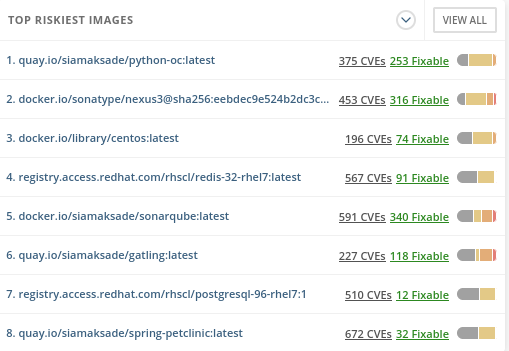 TOP RISKIEST IMAGES
VIEW ALL
1. quay.io/siamaksade/python-oc:latest 375 CVEs 253 Fixable
2. docker.io/sonatype/nexus3@sha256:eebdec9e524b2dc3c... 453 CVEs 316 Fixable
3. docker.io/library/centos:latest 196 CVEs 74 Fixable
4. registry.access.redhat.com/rhscl/redis-32-rhel7:latest 567 CVEs 91 Fixable
5. docker.io/siamaksade/sonarqube:latest 591 CVEs 340 Fixable
6. quay.io/siamaksade/gatling:latest 227 CVEs 118 Fixable
7. registry.access.redhat.com/rhscl/postgresql-96-rhel7:1 510 CVEs 12 Fixable
8. quay.io/siamaksade/spring-petclinic:latest 672 CVEs 32 Fixable